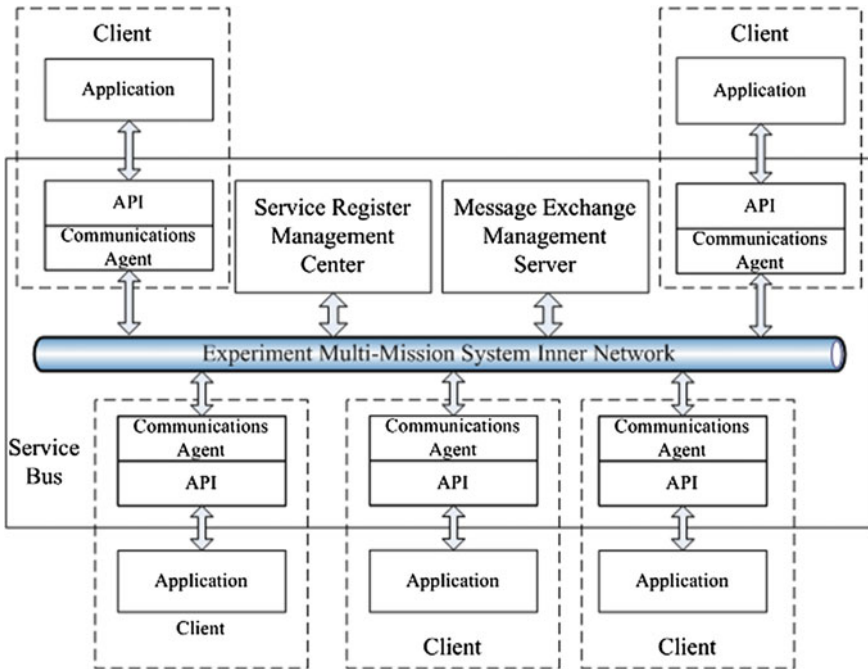 Client
Client
Application
Application
API
Communications
Agent
Service Register
Management
Center
Message Exchange
Management
Server
API
Communications
Agent
Experiment Multi-Mission System Inner Network
Service
Bus
Communications
Agent
API
Communications
Agent
API
Communications
Agent
API
Application
Application
Application
Client
Client
Client